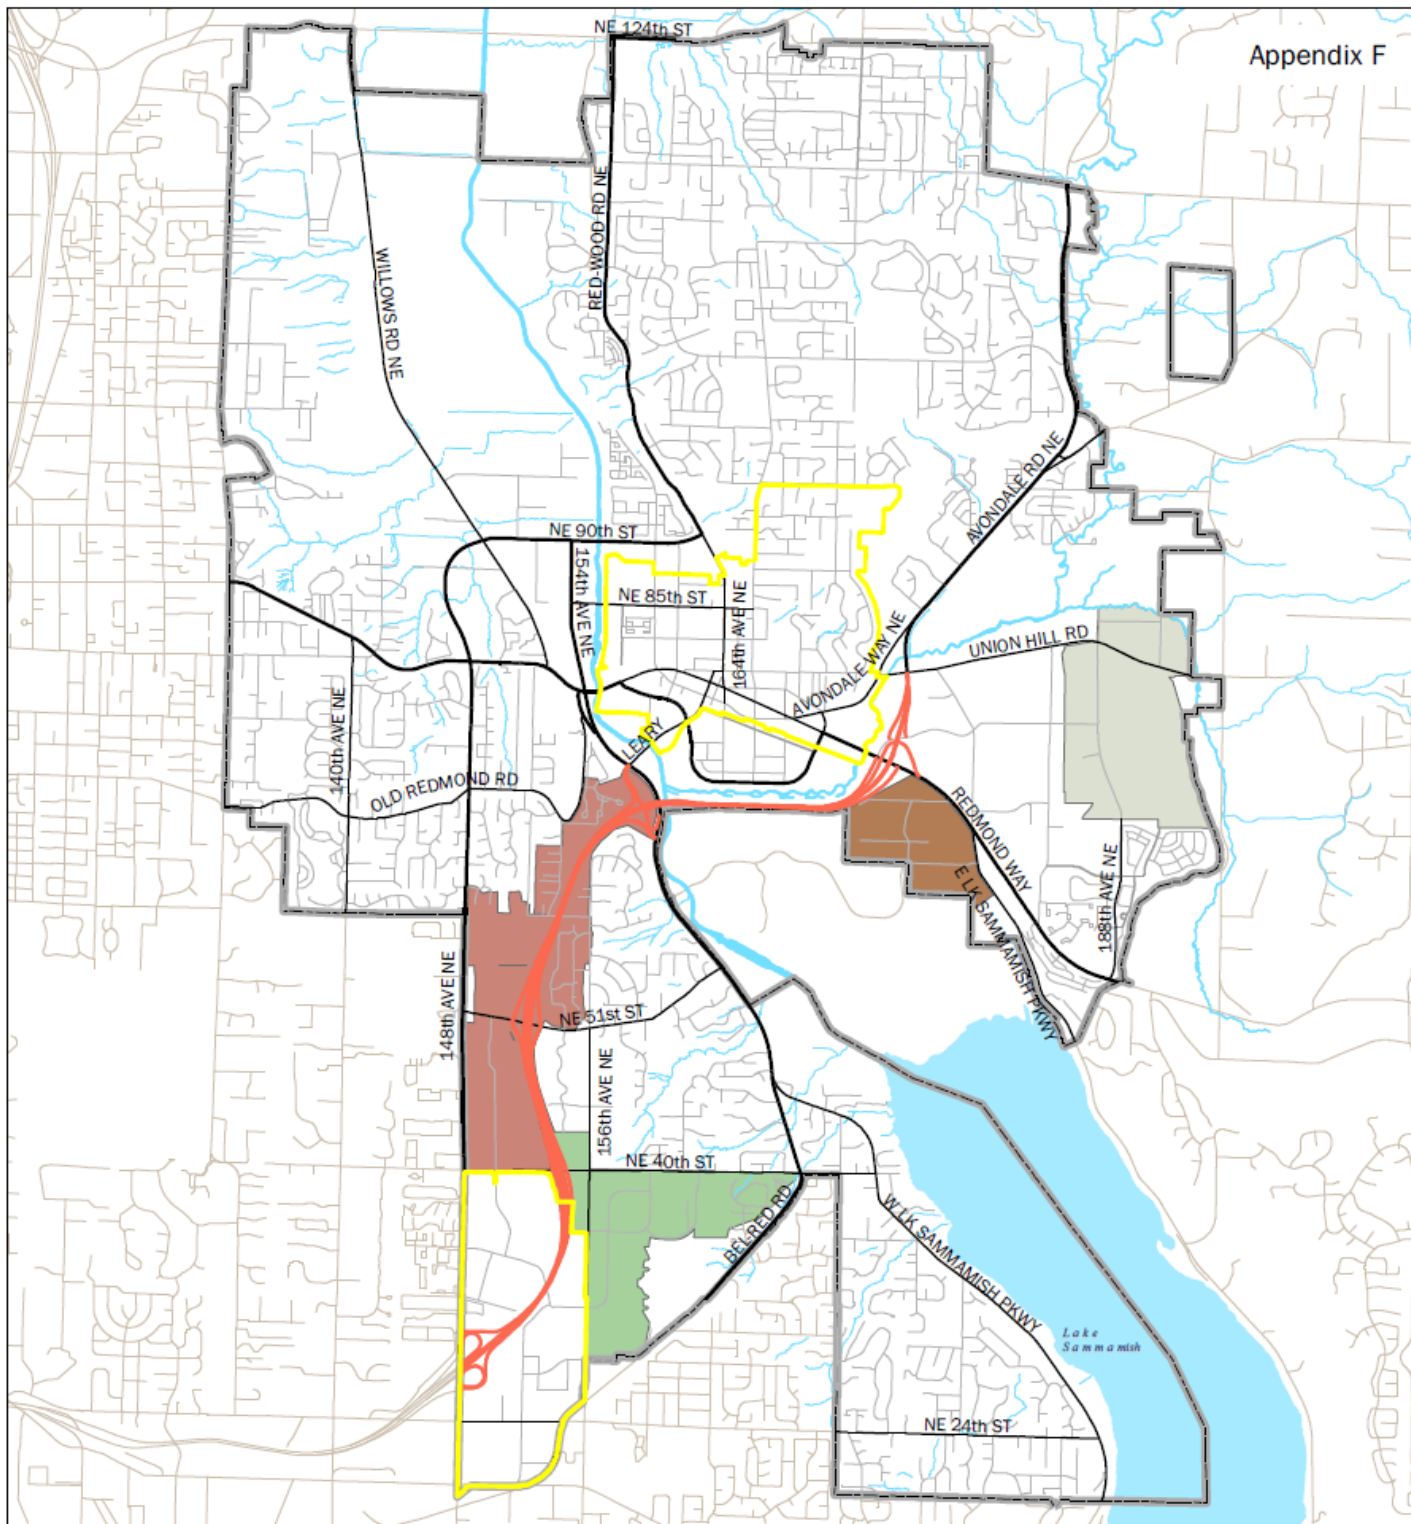 NE 124th ST
Appendix F
RED-WOOD RD NE
WILLOWS RD NE
AVONDALE RD NE
NE 90th ST
154th AVE NE
NE 85th ST
164th AVE NE
AVONDALE WAY NE
UNION HILL RD
140th AVE NE
LEARY
OLD REDMOND RD
REDMOND WAY
E LK SAMMAMISH PKWY
188th AVE NE
148th AVE NE
NE 51st ST
156th AVE NE
NE 40th ST
BEL-RED RD
W LK SAMMAMISH PKWY
Lake
Sammamish
NE 24th ST